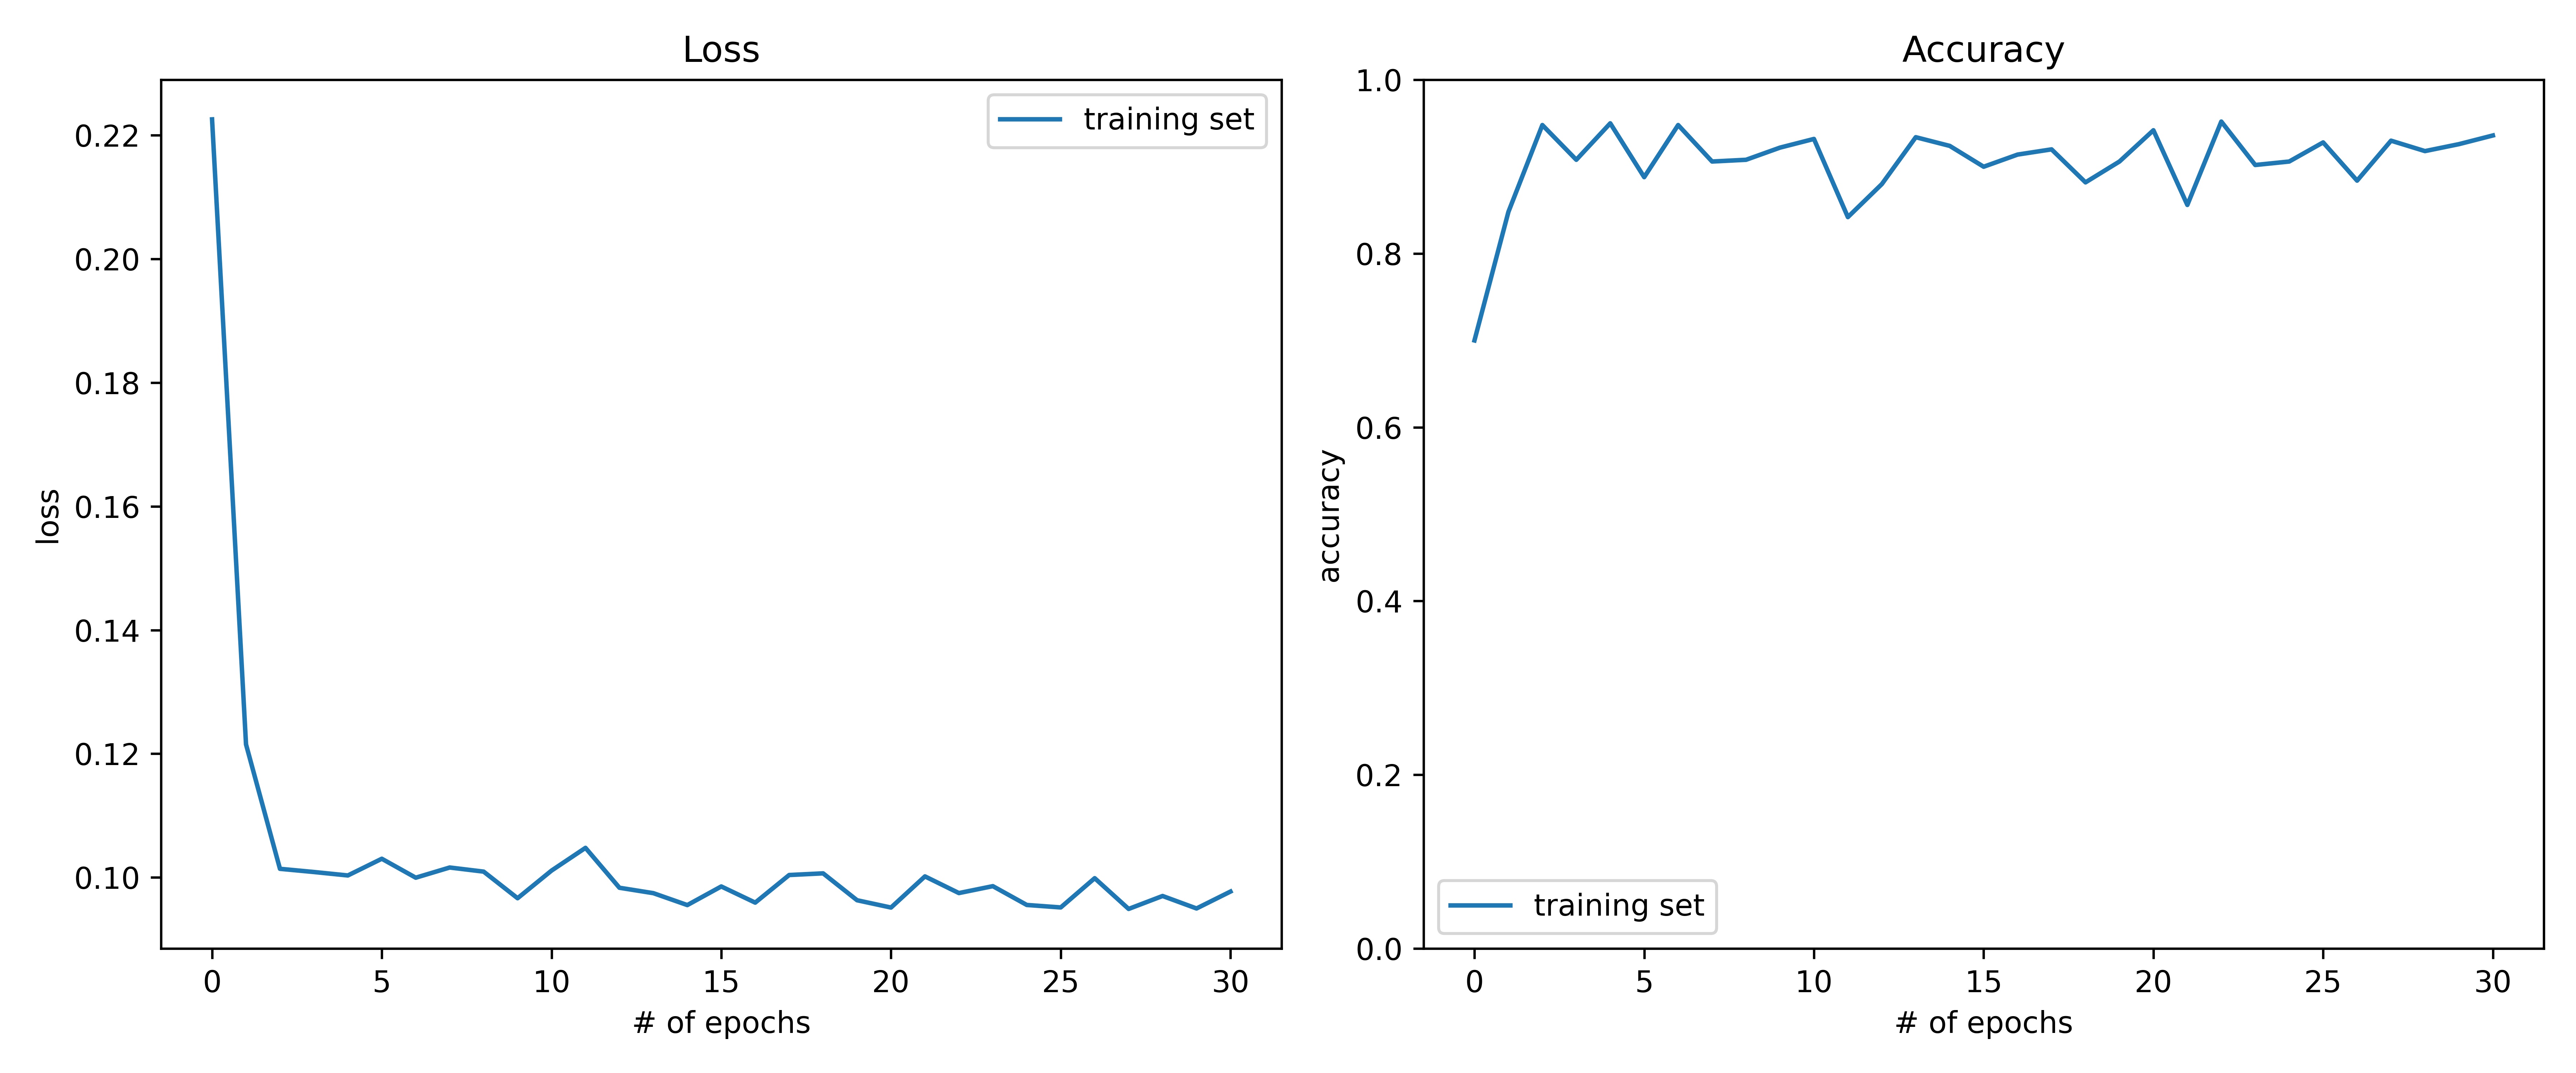 Loss
training set
0.22
0.20
0.18
0.16
0.14
0.12
0.10
loss
0 5 10 15 20 25 30
# of epochs
Accuracy
1.0
0.8
0.6
0.4
0.2
0.0
accuracy
training set
0 5 10 15 20 25 30
# of epochs